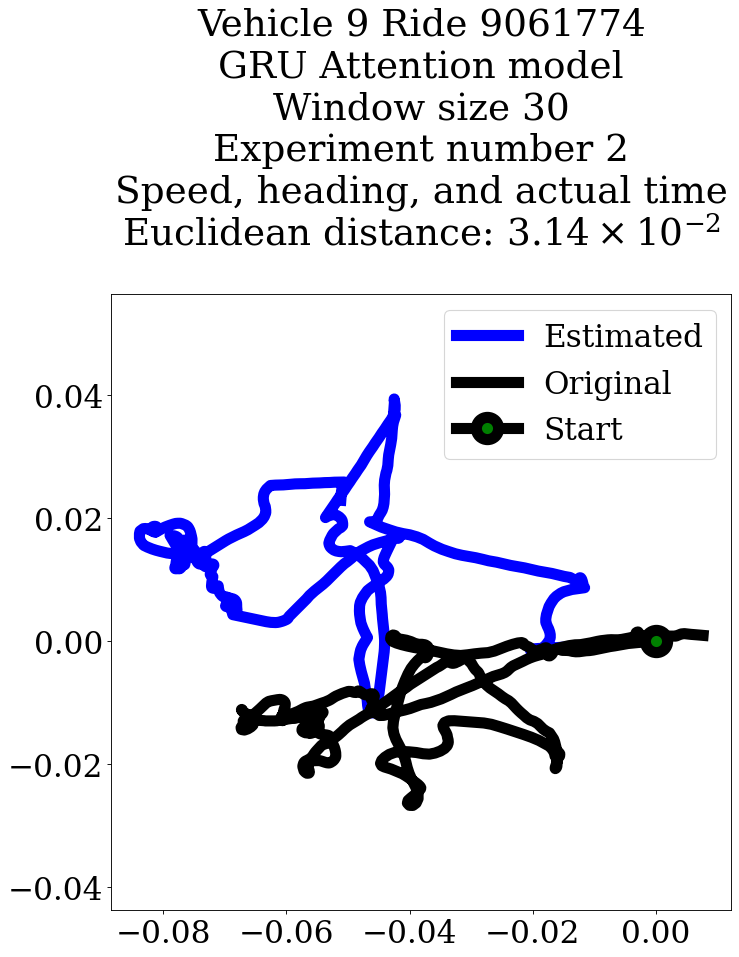 Vehicle 9 Ride 9061774
GRU Attention model
Window size 30
Experiment number 2
Speed, heading, and actual time
Euclidean distance: 3.14 × 10⁻²
Estimated
Original
Start
0.04
0.02
0.00
−0.02
−0.04
−0.08 −0.06 −0.04 −0.02 0.00